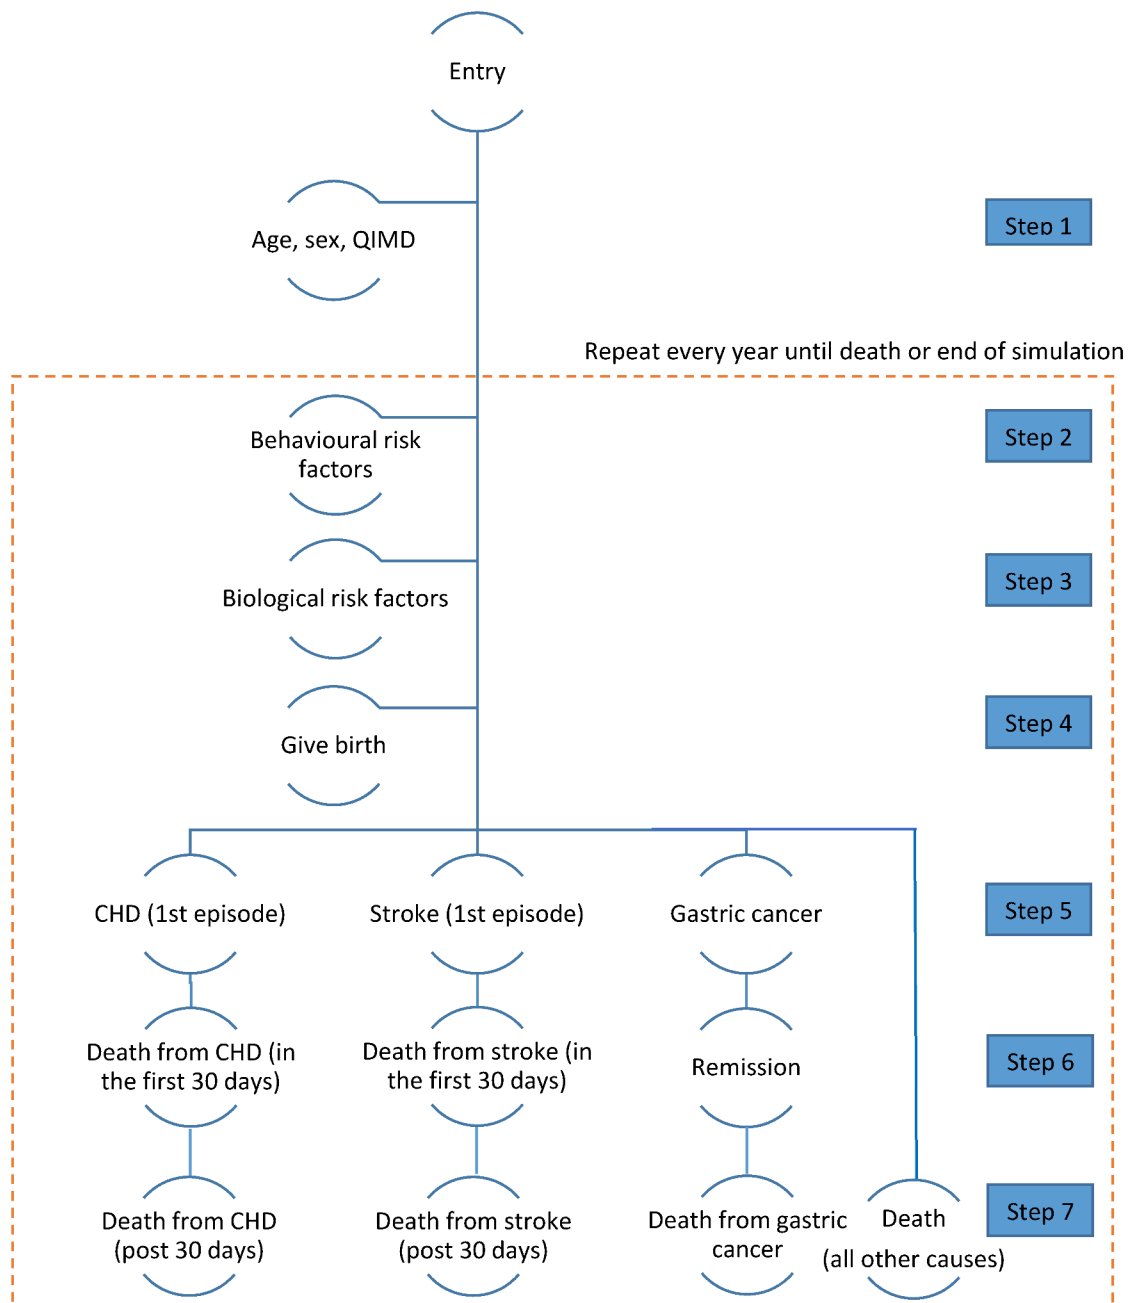 Entry
Age, sex, QIMD
Step 1
Repeat every year until death or end of simulation
Behavioural risk
factors
Step 2
Biological risk factors
Step 3
Give birth
Step 4
CHD (1st episode)
Stroke (1st episode)
Gastric cancer
Step 5
Death from CHD (in
the first 30 days)
Death from stroke (in
the first 30 days)
Remission
Step 6
Death from CHD
(post 30 days)
Death from stroke
(post 30 days)
Death from gastric
cancer
Death
(all other causes)
Step 7